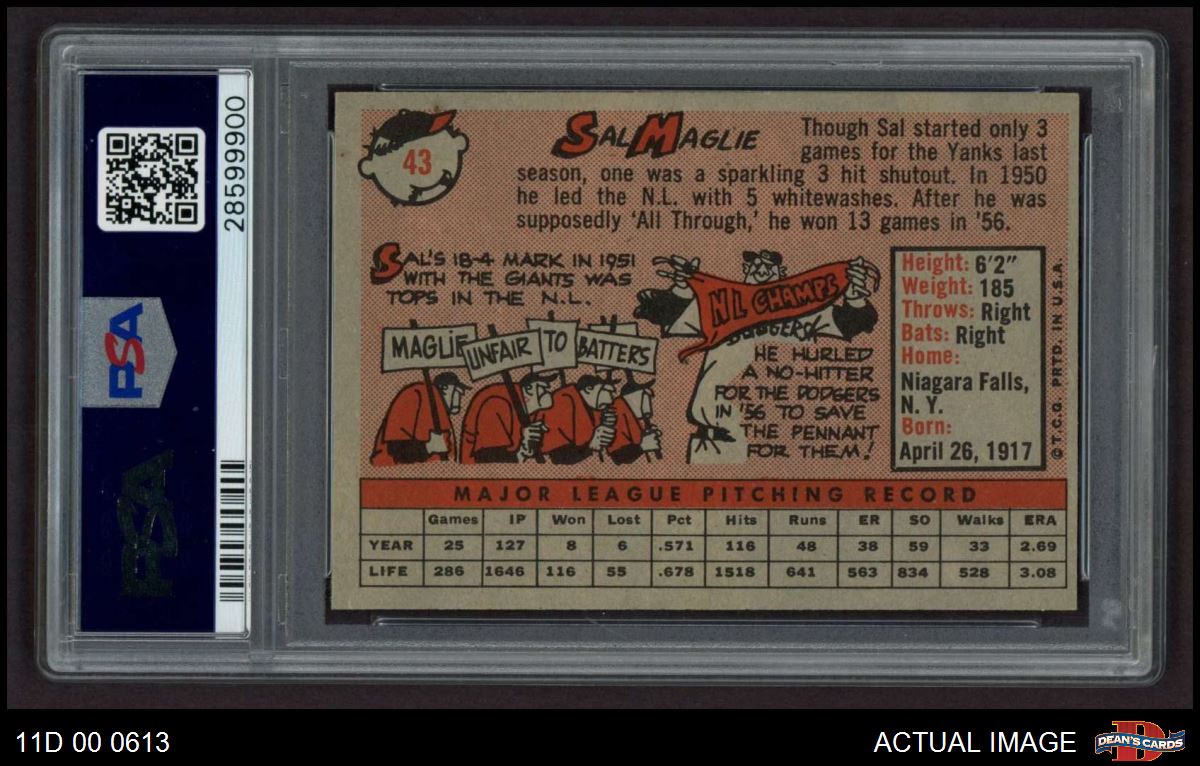 28599900
PSA
PSA
43
SAL MAGLIE
Though Sal started only 3
games for the Yanks last
season, one was a sparkling 3 hit shutout. In 1950
he led the N.L. with 5 whitewashes. After he was
supposedly 'All Through,' he won 13 games in '56.
SAL'S 18-4 MARK IN 1951
WITH THE GIANTS WAS
TOPS IN THE N.L.
MAGLIE
UNFAIR
TO
BATTERS
NL CHAMPS
DODGERS
HE HURLED
A NO-HITTER
FOR THE DODGERS
IN '56 TO SAVE
THE PENNANT
FOR THEM!
Height: 6'2"
Weight: 185
Throws: Right
Bats: Right
Home:
Niagara Falls,
N. Y.
Born:
April 26, 1917
© T.C.G. PRTD. IN U.S.A.
MAJOR LEAGUE PITCHING RECORD
Games IP Won Lost Pct Hits Runs ER SO Walks ERA
YEAR 25 127 8 6 .571 116 48 38 59 33 2.69
LIFE 286 1646 116 55 .678 1518 641 563 834 528 3.08
11D 00 0613
ACTUAL IMAGE
D
DEAN'S CARDS